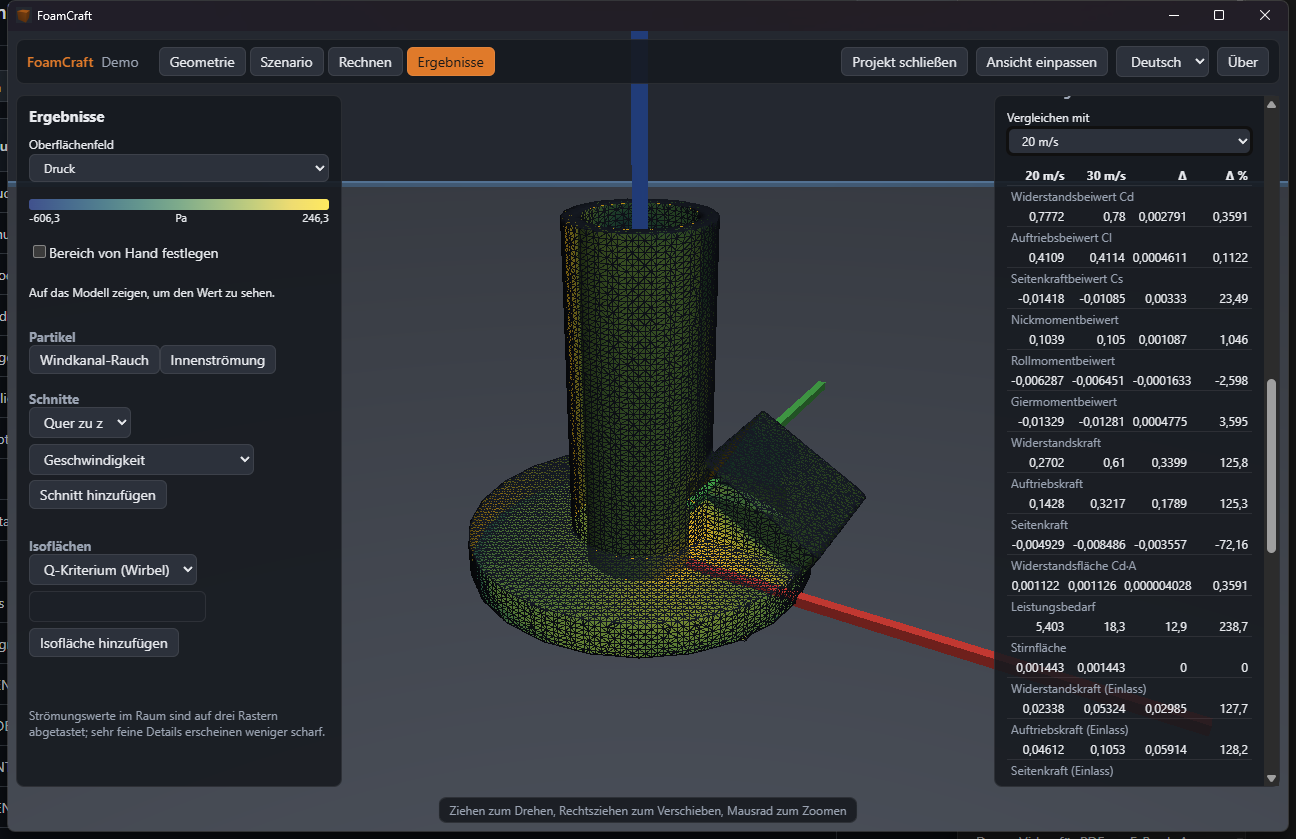 FoamCraft
FoamCraft Demo Geometrie Szenario Rechnen Ergebnisse Projekt schließen Ansicht einpassen Deutsch Über
Ergebnisse
Oberflächenfeld
Druck
-606,3 Pa 246,3
Bereich von Hand festlegen
Auf das Modell zeigen, um den Wert zu sehen.
Partikel
Windkanal-Rauch Innenströmung
Schnitte
Quer zu z
Geschwindigkeit
Schnitt hinzufügen
Isoflächen
Q-Kriterium (Wirbel)
Isofläche hinzufügen
Strömungswerte im Raum sind auf drei Rastern
abgetastet; sehr feine Details erscheinen weniger scharf.
Vergleichen mit
20 m/s
20 m/s 30 m/s Δ Δ %
Widerstandsbeiwert Cd
0,7772 0,78 0,002791 0,3591
Auftriebsbeiwert Cl
0,4109 0,4114 0,0004611 0,1122
Seitenkraftbeiwert Cs
-0,01418 -0,01085 0,00333 23,49
Nickmomentbeiwert
0,1039 0,105 0,001087 1,046
Rollmomentbeiwert
-0,006287 -0,006451 -0,0001633 -2,598
Giermomentbeiwert
-0,01329 -0,01281 0,0004775 3,595
Widerstandskraft
0,2702 0,61 0,3399 125,8
Auftriebskraft
0,1428 0,3217 0,1789 125,3
Seitenkraft
-0,004929 -0,008486 -0,003557 -72,16
Widerstandsfläche Cd·A
0,001122 0,001126 0,000004028 0,3591
Leistungsbedarf
5,403 18,3 12,9 238,7
Stirnfläche
0,001443 0,001443 0 0
Widerstandskraft (Einlass)
0,02338 0,05324 0,02985 127,7
Auftriebskraft (Einlass)
0,04612 0,1053 0,05914 128,2
Seitenkraft (Einlass)
Ziehen zum Drehen, Rechtsziehen zum Verschieben, Mausrad zum Zoomen